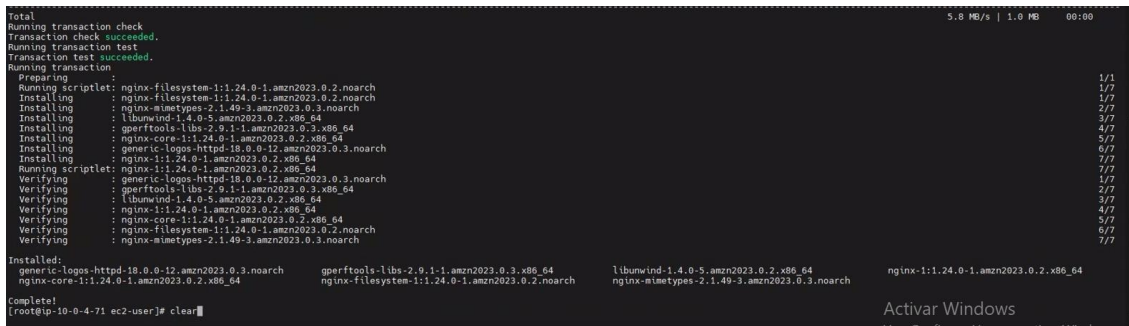 Total 5.8 MB/s | 1.0 MB 00:00
Running transaction check
Transaction check succeeded.
Running transaction test
Transaction test succeeded.
Running transaction
Preparing : 1/1
Running scriptlet: nginx-filesystem-1:1.24.0-1.amzn2023.0.2.noarch 1/7
Installing : nginx-filesystem-1:1.24.0-1.amzn2023.0.2.noarch 1/7
Installing : nginx-mimetypes-2.1.49-3.amzn2023.0.3.noarch 2/7
Installing : libunwind-1.4.0-5.amzn2023.0.2.x86_64 3/7
Installing : gperftools-libs-2.9.1-1.amzn2023.0.3.x86_64 4/7
Installing : nginx-core-1:1.24.0-1.amzn2023.0.2.x86_64 5/7
Installing : generic-logos-httpd-18.0.0-12.amzn2023.0.3.noarch 6/7
Installing : nginx-1:1.24.0-1.amzn2023.0.2.x86_64 7/7
Running scriptlet: nginx-1:1.24.0-1.amzn2023.0.2.x86_64 7/7
Verifying : generic-logos-httpd-18.0.0-12.amzn2023.0.3.noarch 1/7
Verifying : gperftools-libs-2.9.1-1.amzn2023.0.3.x86_64 2/7
Verifying : libunwind-1.4.0-5.amzn2023.0.2.x86_64 3/7
Verifying : nginx-1:1.24.0-1.amzn2023.0.2.x86_64 4/7
Verifying : nginx-core-1:1.24.0-1.amzn2023.0.2.x86_64 5/7
Verifying : nginx-filesystem-1:1.24.0-1.amzn2023.0.2.noarch 6/7
Verifying : nginx-mimetypes-2.1.49-3.amzn2023.0.3.noarch 7/7
Installed:
generic-logos-httpd-18.0.0-12.amzn2023.0.3.noarch gperftools-libs-2.9.1-1.amzn2023.0.3.x86_64 libunwind-1.4.0-5.amzn2023.0.2.x86_64 nginx-1:1.24.0-1.amzn2023.0.2.x86_64
nginx-core-1:1.24.0-1.amzn2023.0.2.x86_64 nginx-filesystem-1:1.24.0-1.amzn2023.0.2.noarch nginx-mimetypes-2.1.49-3.amzn2023.0.3.noarch
Complete!
[root@ip-10-0-4-71 ec2-user]# clear
Activar Windows